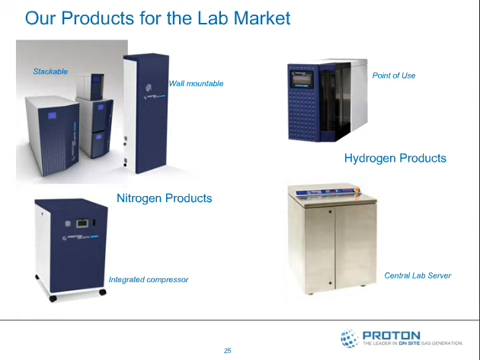 Our Products for the Lab Market
Stackable
Wall mountable
Point of Use
Hydrogen Products
Nitrogen Products
Integrated compressor
Central Lab Server
PROTON
THE LEADER IN ON SITE GAS GENERATION.
25